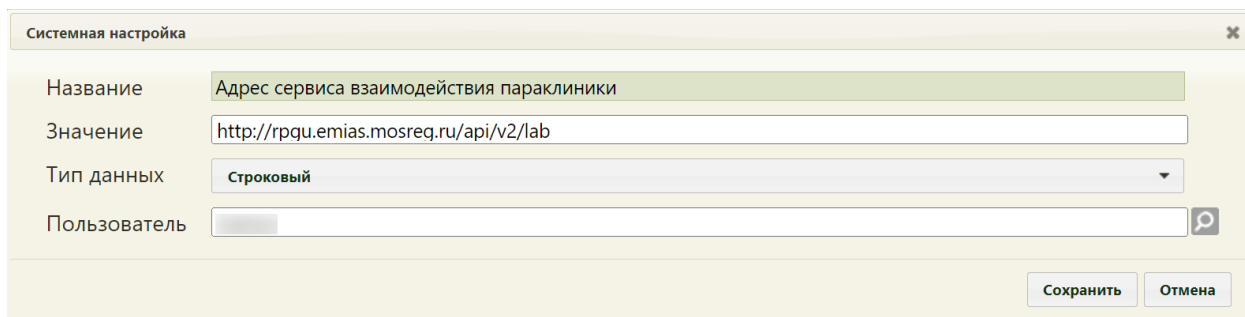 Системная настройка
Название Адрес сервиса взаимодействия параклиники
Значение http://rpgu.emias.mosreg.ru/api/v2/lab
Тип данных Строковый
Пользователь
Сохранить Отмена